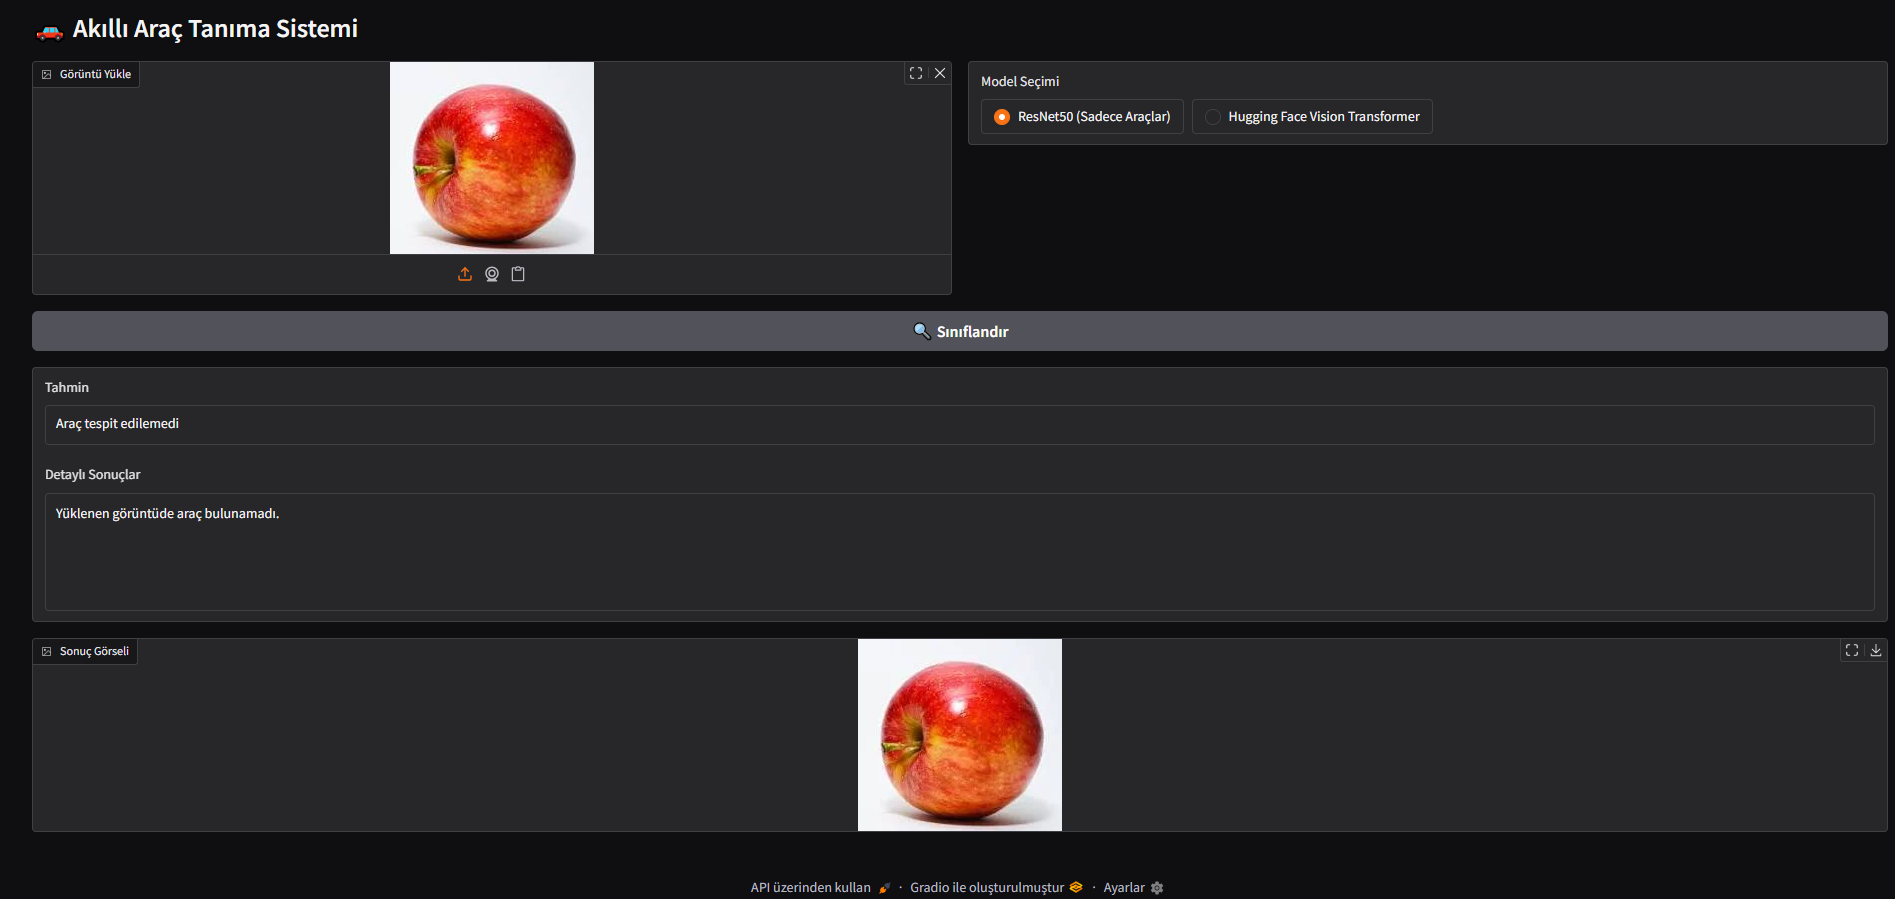 Akıllı Araç Tanıma Sistemi
Görüntü Yükle
Model Seçimi
ResNet50 (Sadece Araçlar)
Hugging Face Vision Transformer
Sınıflandır
Tahmin
Araç tespit edilemedi
Detaylı Sonuçlar
Yüklenen görüntüde araç bulunamadı.
Sonuç Görseli
API üzerinden kullan · Gradio ile oluşturulmuştur · Ayarlar